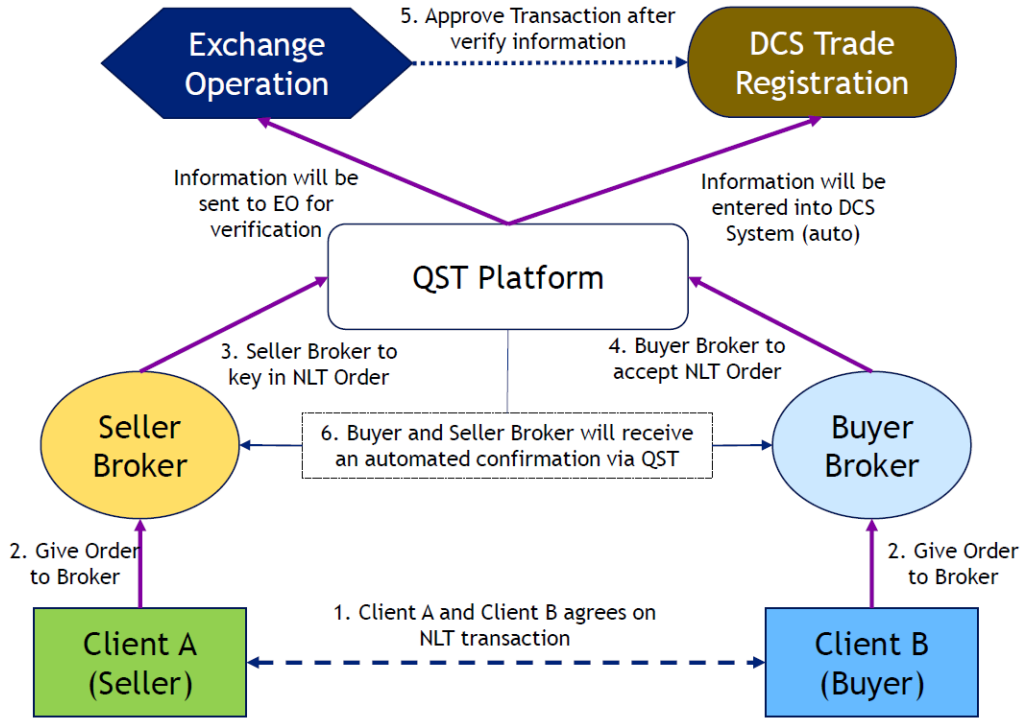 Exchange
Operation
5. Approve Transaction after
verify information
DCS Trade
Registration
Information will be
sent to EO for
verification
Information will be
entered into DCS
System (auto)
QST Platform
3. Seller Broker to
key in NLT Order
4. Buyer Broker to
accept NLT Order
Seller
Broker
6. Buyer and Seller Broker will receive
an automated confirmation via QST
Buyer
Broker
2. Give Order
to Broker
2. Give Order
to Broker
1. Client A and Client B agrees on
NLT transaction
Client A
(Seller)
Client B
(Buyer)